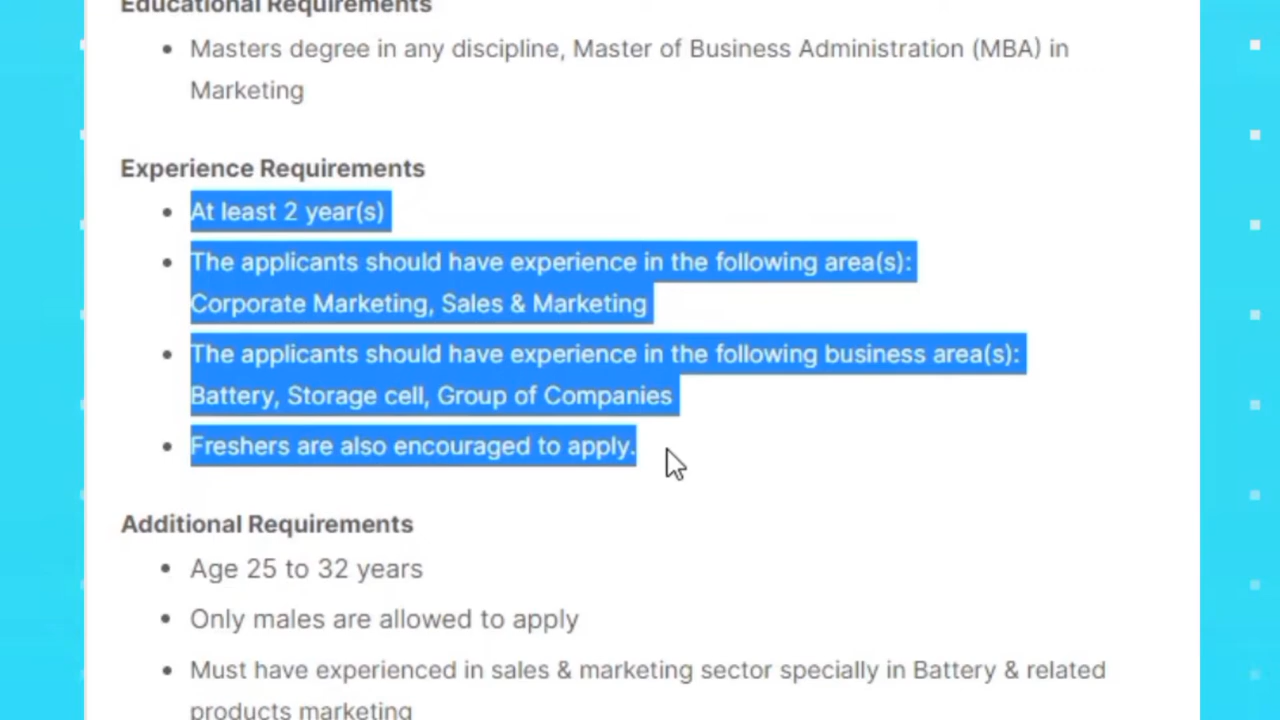 Educational Requirements
Masters degree in any discipline, Master of Business Administration (MBA) in
Marketing
Experience Requirements
At least 2 year(s)
The applicants should have experience in the following area(s):
Corporate Marketing, Sales & Marketing
The applicants should have experience in the following business area(s):
Battery, Storage cell, Group of Companies
Freshers are also encouraged to apply.
Additional Requirements
Age 25 to 32 years
Only males are allowed to apply
Must have experienced in sales & marketing sector specially in Battery & related
products marketing